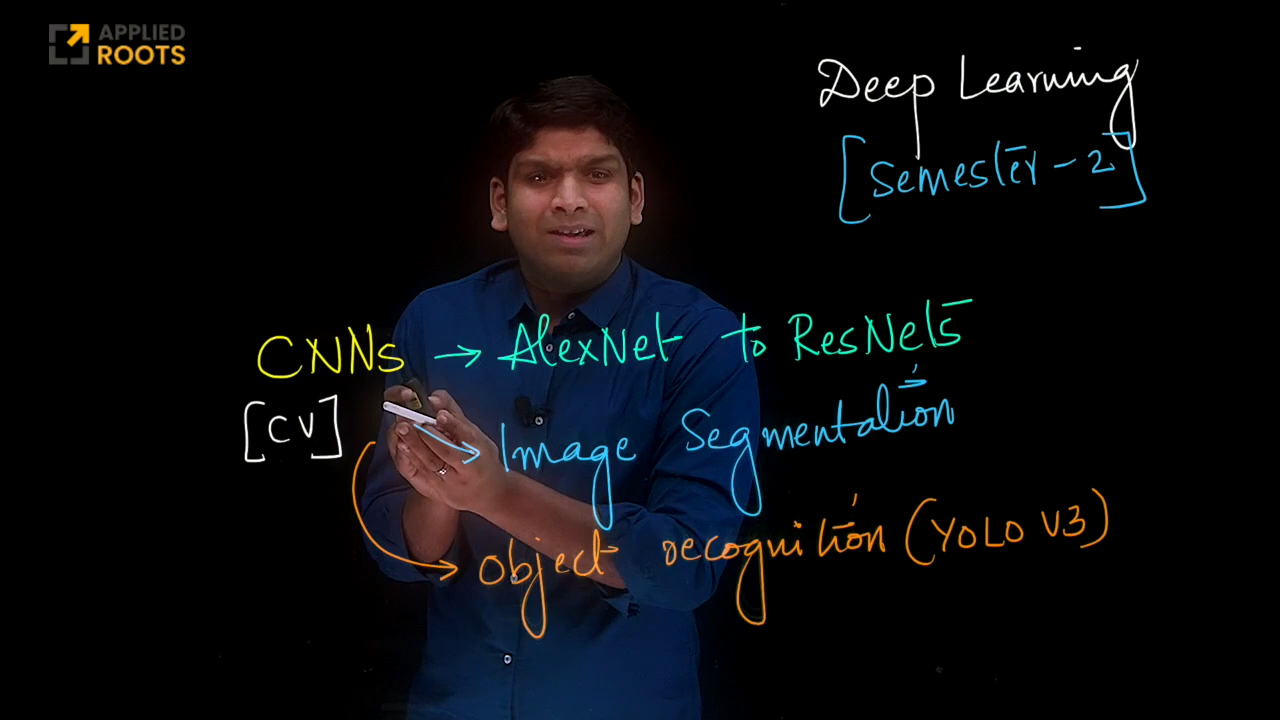 APPLIED
ROOTS
Deep Learning
[Semester - 2]
CNNs → AlexNet to ResNets
[CV]
→ Image Segmentation
→ Object recognition (YOLO V3)